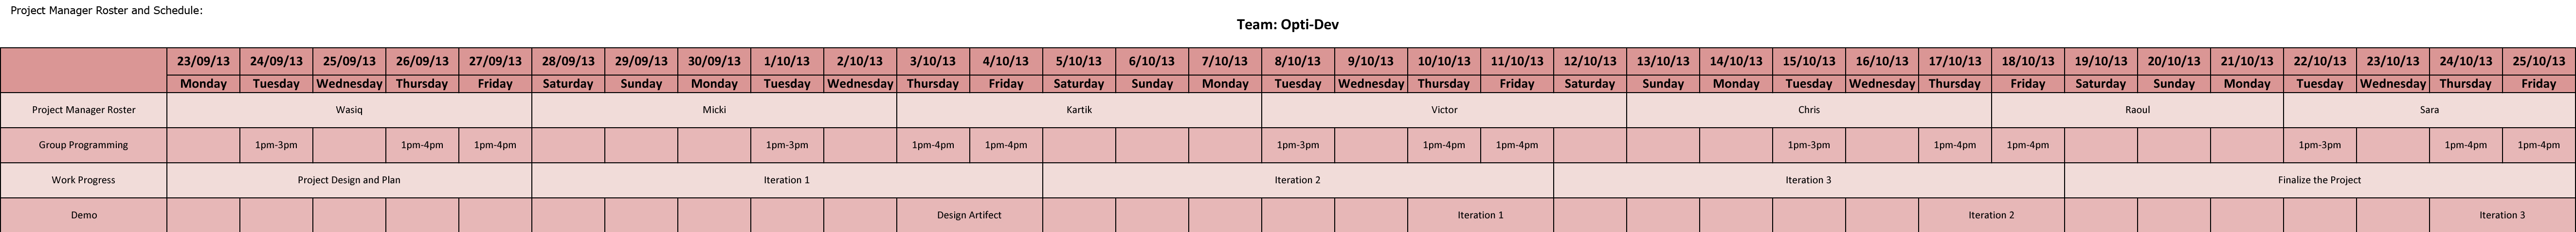 Project Manager Roster and Schedule:
Team: Opti-Dev
23/09/13 24/09/13 25/09/13 26/09/13 27/09/13 28/09/13 29/09/13 30/09/13 1/10/13 2/10/13 3/10/13 4/10/13 5/10/13 6/10/13 7/10/13 8/10/13 9/10/13 10/10/13 11/10/13 12/10/13 13/10/13 14/10/13 15/10/13 16/10/13 17/10/13 18/10/13 19/10/13 20/10/13 21/10/13 22/10/13 23/10/13 24/10/13 25/10/13
Monday Tuesday Wednesday Thursday Friday Saturday Sunday Monday Tuesday Wednesday Thursday Friday Saturday Sunday Monday Tuesday Wednesday Thursday Friday Saturday Sunday Monday Tuesday Wednesday Thursday Friday Saturday Sunday Monday Tuesday Wednesday Thursday Friday
Project Manager Roster Wasiq Micki Kartik Victor Chris Raoul Sara
Group Programming 1pm-3pm 1pm-4pm 1pm-4pm 1pm-3pm 1pm-4pm 1pm-4pm 1pm-3pm 1pm-4pm 1pm-4pm 1pm-3pm 1pm-4pm 1pm-4pm 1pm-3pm 1pm-4pm 1pm-4pm
Work Progress Project Design and Plan Iteration 1 Iteration 2 Iteration 3 Finalize the Project
Demo Design Artifect Iteration 1 Iteration 2 Iteration 3